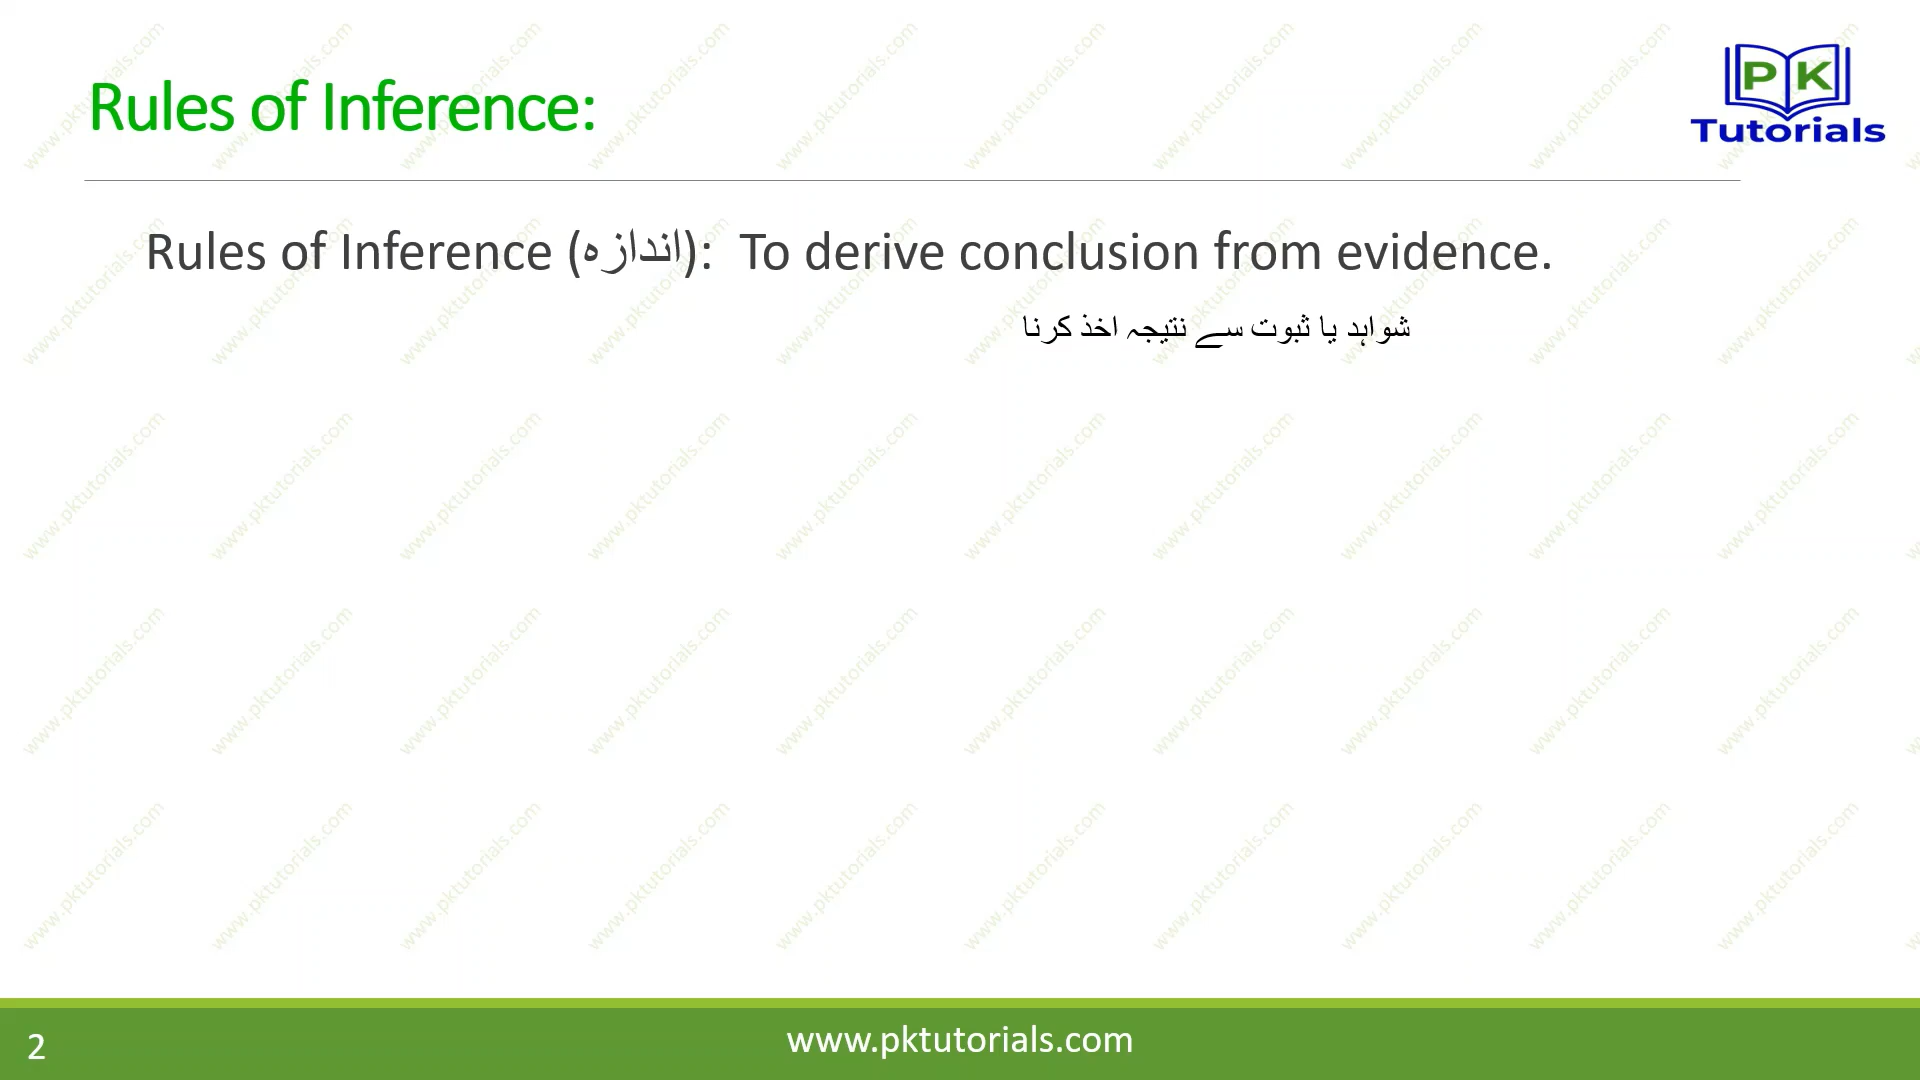 Rules of Inference:
PK
Tutorials
Rules of Inference (اندازہ):  To derive conclusion from evidence.
شواہد یا ثبوت سے نتیجہ اخذ کرنا
2
www.pktutorials.com